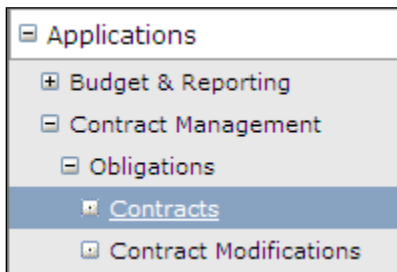 Applications
Budget & Reporting
Contract Management
Obligations
Contracts
Contract Modifications